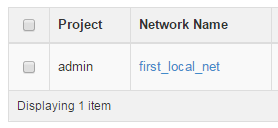 Project Network Name
admin first_local_net
Displaying 1 item